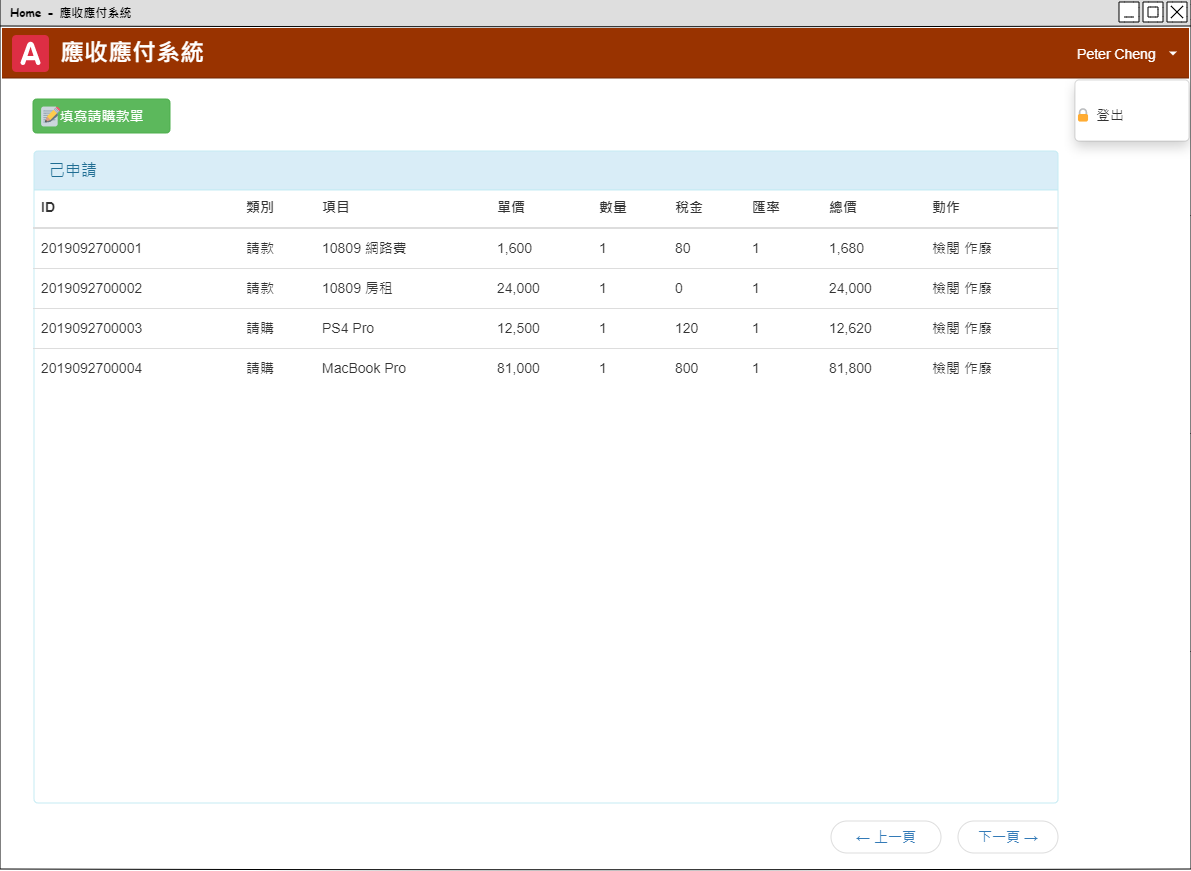 Home - 應收應付系統
A 應收應付系統 Peter Cheng
填寫請購款單 登出
己申請
ID 類別 項目 單價 數量 稅金 匯率 總價 動作
2019092700001 請款 10809 網路費 1,600 1 80 1 1,680 檢閱 作廢
2019092700002 請款 10809 房租 24,000 1 0 1 24,000 檢閱 作廢
2019092700003 請購 PS4 Pro 12,500 1 120 1 12,620 檢閱 作廢
2019092700004 請購 MacBook Pro 81,000 1 800 1 81,800 檢閱 作廢
← 上一頁 下一頁 →